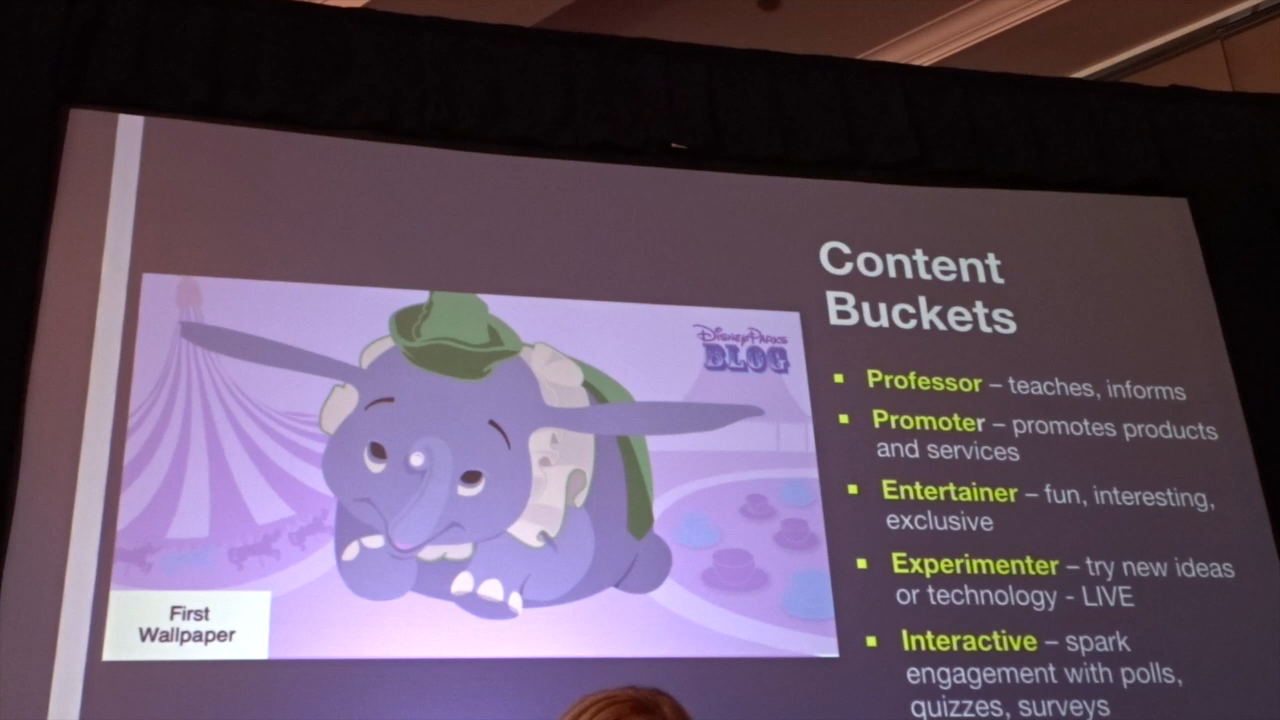 Content
Buckets
DISNEY PARKS
BLOG
▪ Professor – teaches, informs
▪ Promoter – promotes products
and services
▪ Entertainer – fun, interesting,
exclusive
▪ Experimenter – try new ideas
or technology - LIVE
▪ Interactive – spark
engagement with polls,
quizzes, surveys
First
Wallpaper